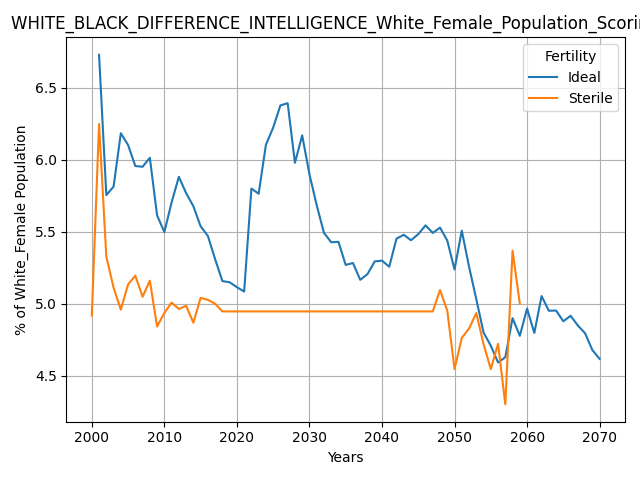 WHITE_BLACK_DIFFERENCE_INTELLIGENCE_White_Female_Population_Scorin
Fertility
Ideal
Sterile
% of White_Female Population
6.5
6.0
5.5
5.0
4.5
2000 2010 2020 2030 2040 2050 2060 2070
Years